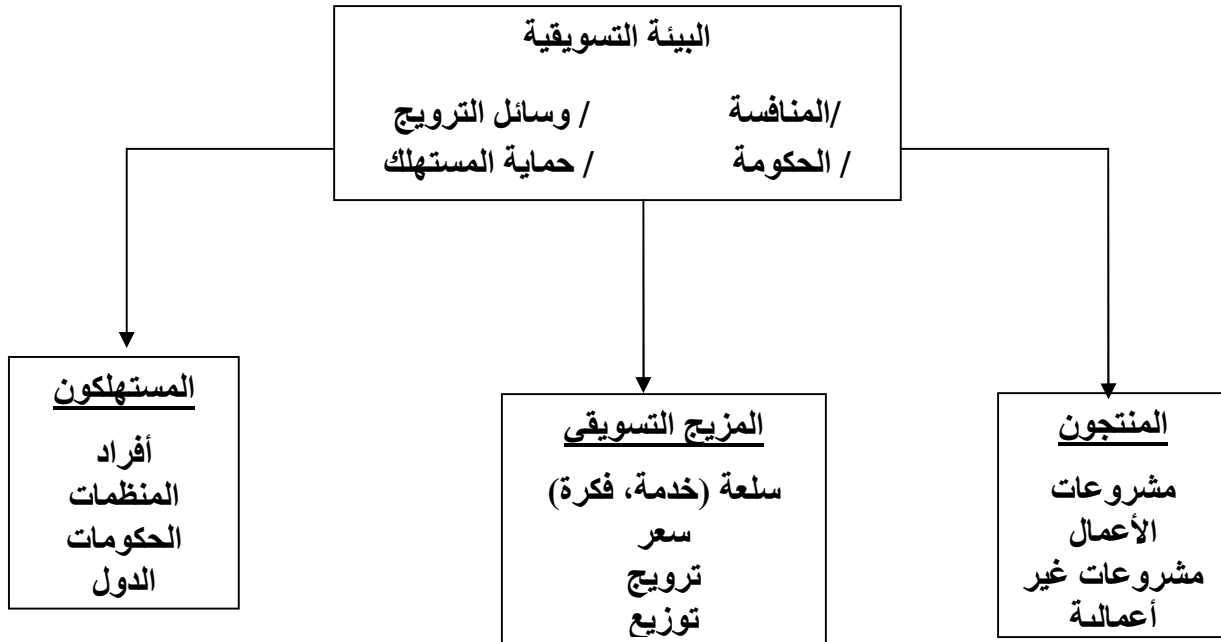 البيئة التسويقية
/المنافسة / وسائل الترويج
/ الحكومة / حماية المستهلك
المنتجون
مشروعات
الأعمال
مشروعات غير
أعمالية
المزيج التسويقي
سلعة (خدمة، فكرة)
سعر
ترويج
توزيع
المستهلكون
أفراد
المنظمات
الحكومات
الدول